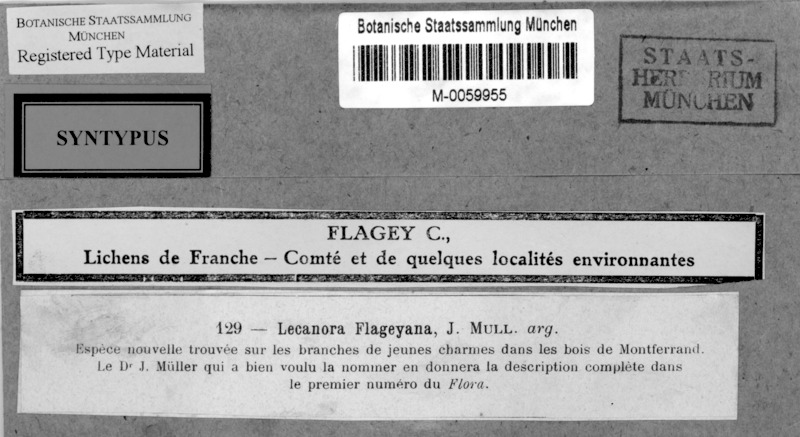 BOTANISCHE STAATSSAMMLUNG
MÜNCHEN
Registered Type Material
SYNTYPUS
Botanische Staatssammlung München
M-0059955
STAATS-
HERBARIUM
MÜNCHEN
FLAGEY C.,
Lichens de Franche – Comté et de quelques localités environnantes
129 — Lecanora Flageyana, J. MULL. arg.
Espèce nouvelle trouvée sur les branches de jeunes charmes dans les bois de Montferrand.
Le Dr J. Müller qui a bien voulu la nommer en donnera la description complète dans
le premier numéro du Flora.